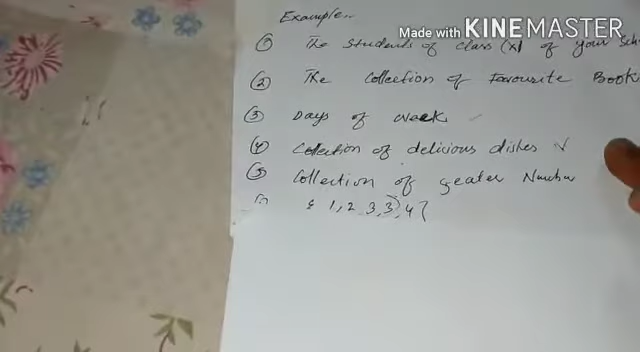 Made with KINEMASTER
Example..
① The students of class (X) of your Sch
② The Collection of Favourite Book
③ Days of week
④ Collection of delicious dishes
⑤ Collection of geater Number
{ 1, 2 3, 3, 4 }